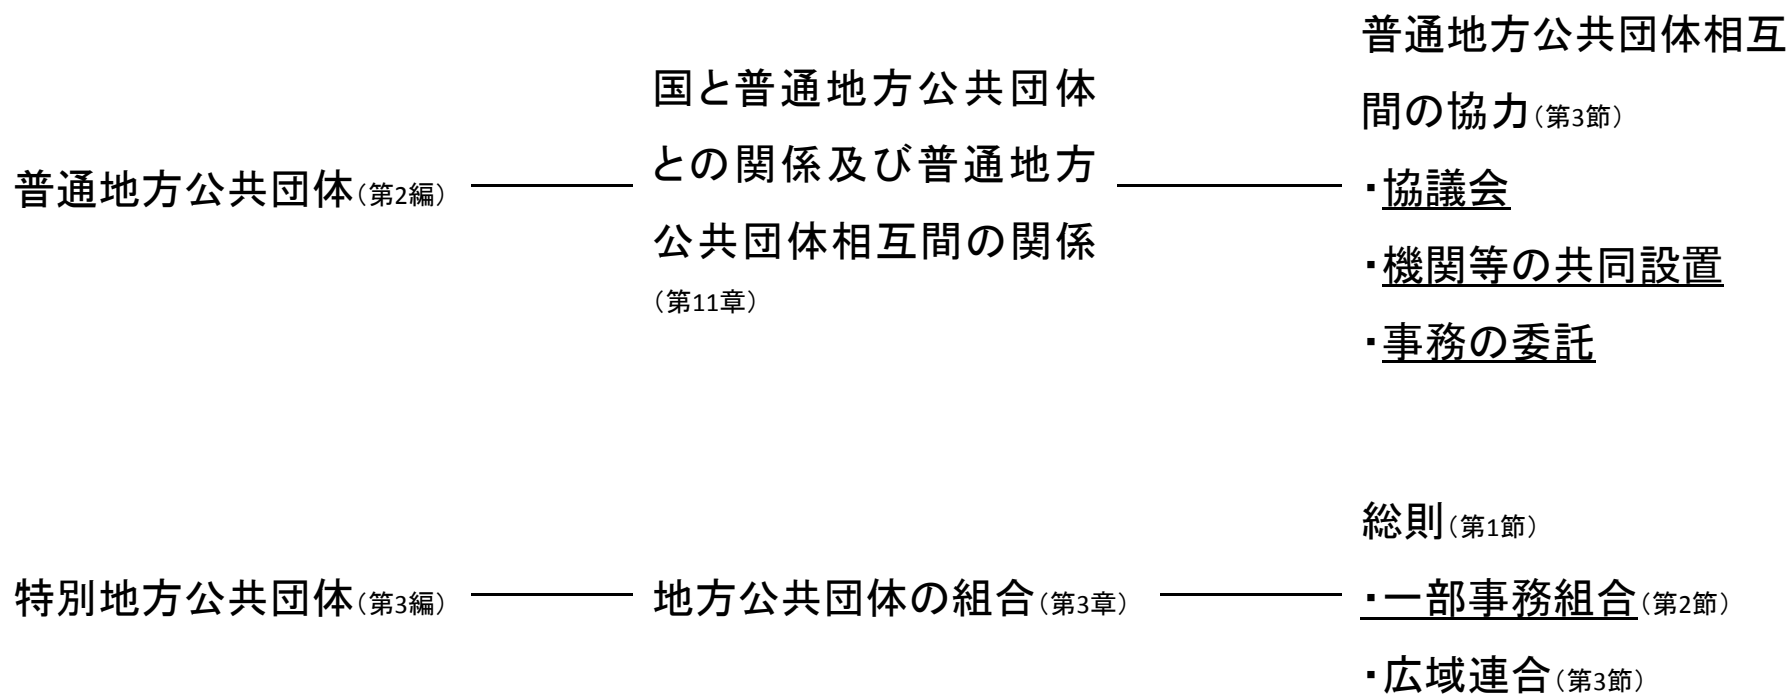 普通地方公共団体（第2編）
国と普通地方公共団体
との関係及び普通地方
公共団体相互間の関係
（第11章）
普通地方公共団体相互
間の協力（第3節）
・協議会
・機関等の共同設置
・事務の委託
特別地方公共団体（第3編）
地方公共団体の組合（第3章）
総則（第1節）
・一部事務組合（第2節）
・広域連合（第3節）